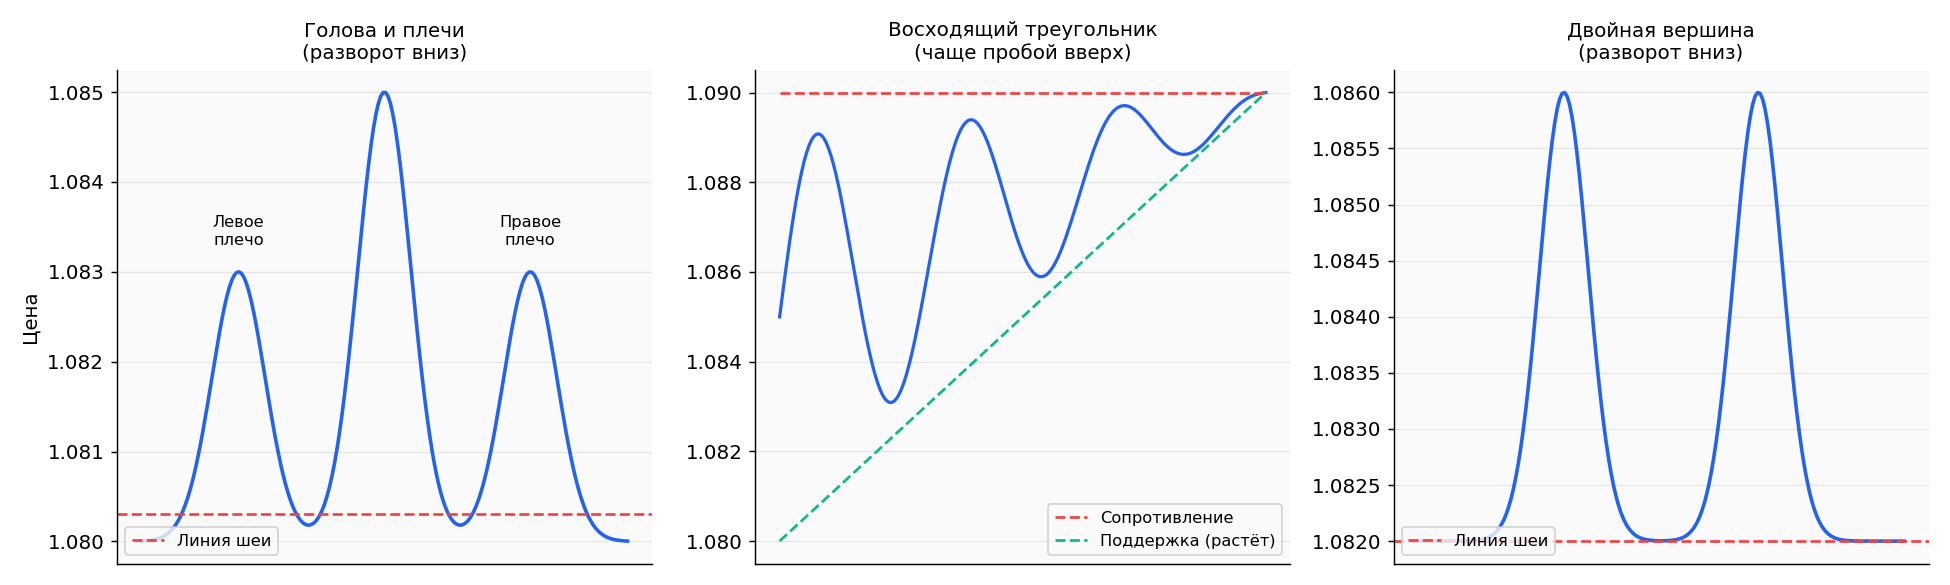 Голова и плечи
(разворот вниз)
Цена
1.085
1.084
1.083
1.082
1.081
1.080
Левое
плечо
Правое
плечо
Линия шеи
Восходящий треугольник
(чаще пробой вверх)
1.090
1.088
1.086
1.084
1.082
1.080
Сопротивление
Поддержка (растёт)
Двойная вершина
(разворот вниз)
1.0860
1.0855
1.0850
1.0845
1.0840
1.0835
1.0830
1.0825
1.0820
Линия шеи